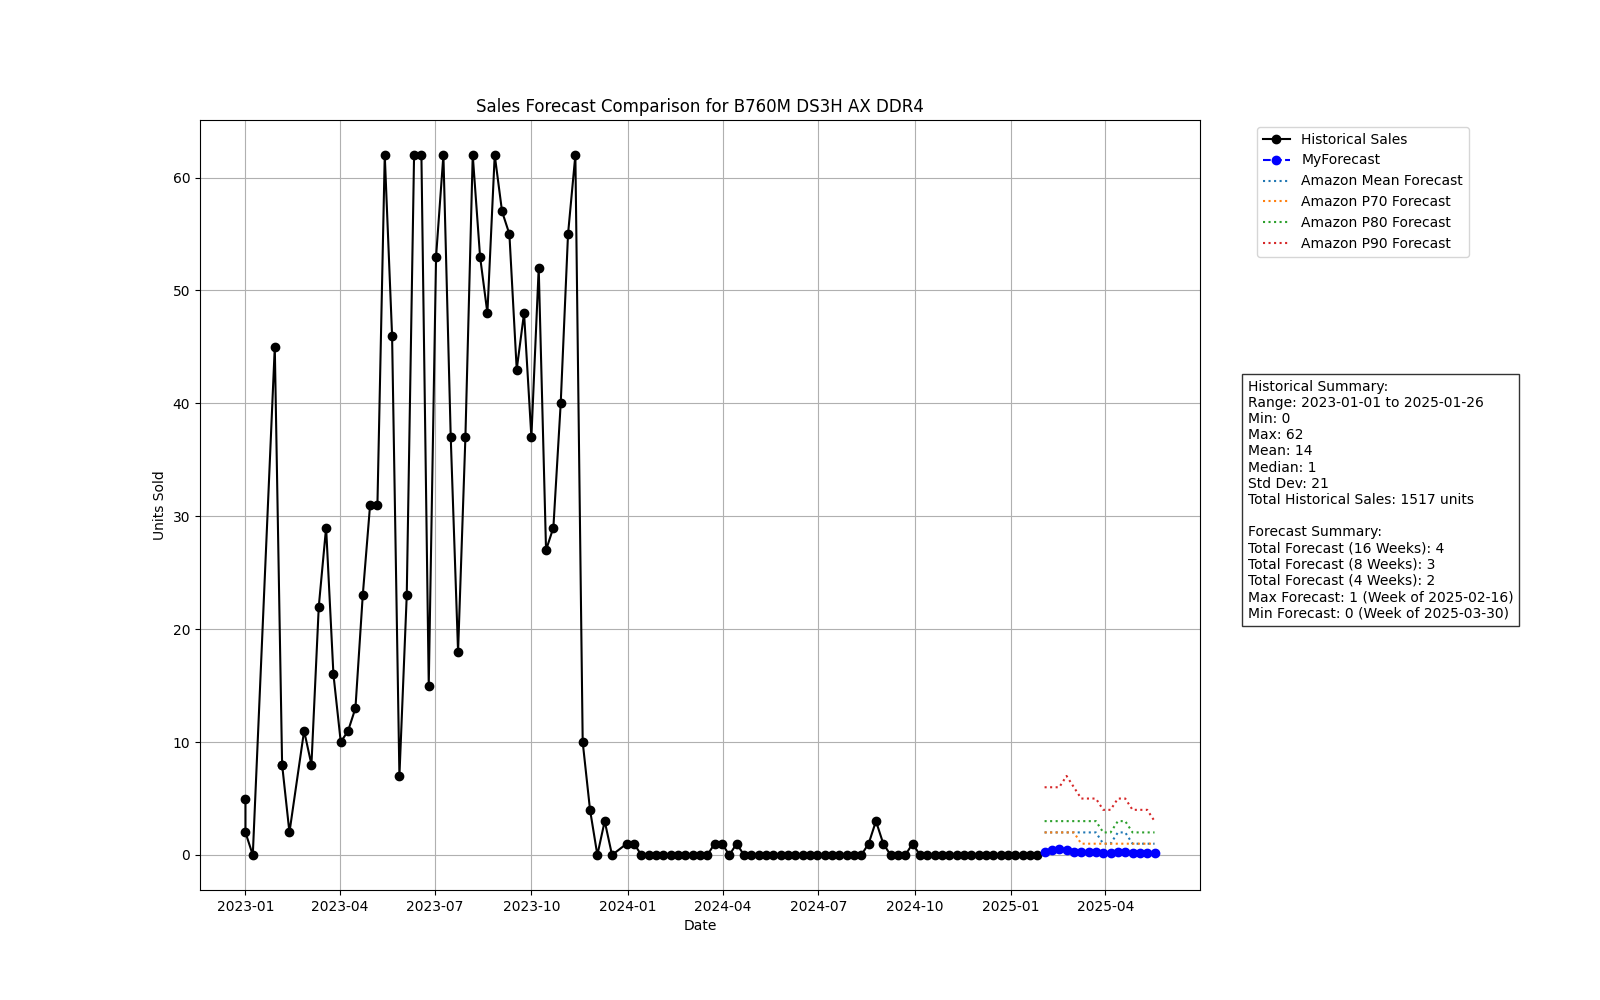 Sales Forecast Comparison for B760M DS3H AX DDR4
Historical Sales
MyForecast
Amazon Mean Forecast
Amazon P70 Forecast
Amazon P80 Forecast
Amazon P90 Forecast
60
50
40
30
20
10
0
Units Sold
2023-01
2023-04
2023-07
2023-10
2024-01
2024-04
2024-07
2024-10
2025-01
2025-04
Date
Historical Summary:
Range: 2023-01-01 to 2025-01-26
Min: 0
Max: 62
Mean: 14
Median: 1
Std Dev: 21
Total Historical Sales: 1517 units
Forecast Summary:
Total Forecast (16 Weeks): 4
Total Forecast (8 Weeks): 3
Total Forecast (4 Weeks): 2
Max Forecast: 1 (Week of 2025-02-16)
Min Forecast: 0 (Week of 2025-03-30)